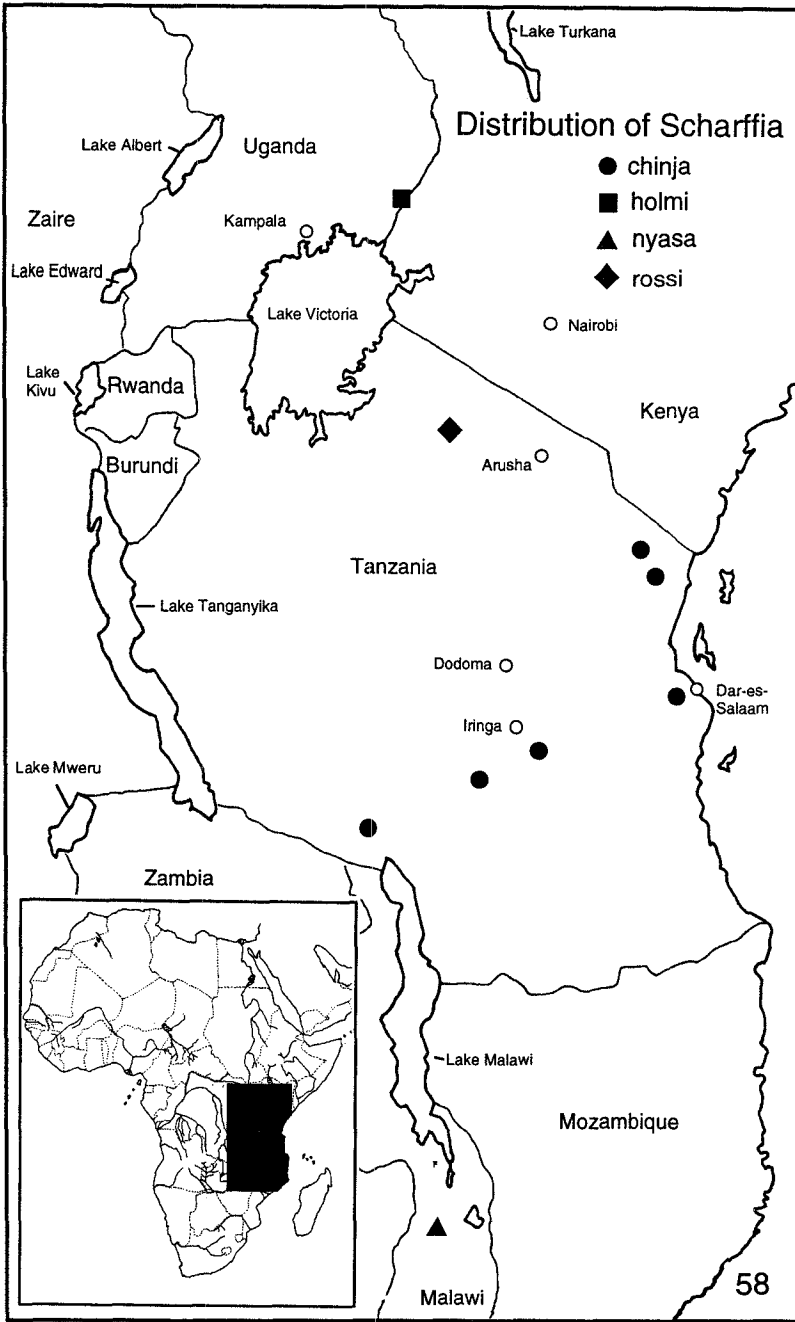 Lake Turkana
Distribution of Scharffia
chinja
holmi
nyasa
rossi
Lake Albert
Uganda
Zaire
Kampala
Lake Edward
Lake Victoria
Nairobi
Lake
Kivu
Rwanda
Kenya
Arusha
Burundi
Tanzania
Lake Tanganyika
Dodoma
Dar-es-
Salaam
Iringa
Lake Mweru
Zambia
Lake Malawi
Mozambique
Malawi
58